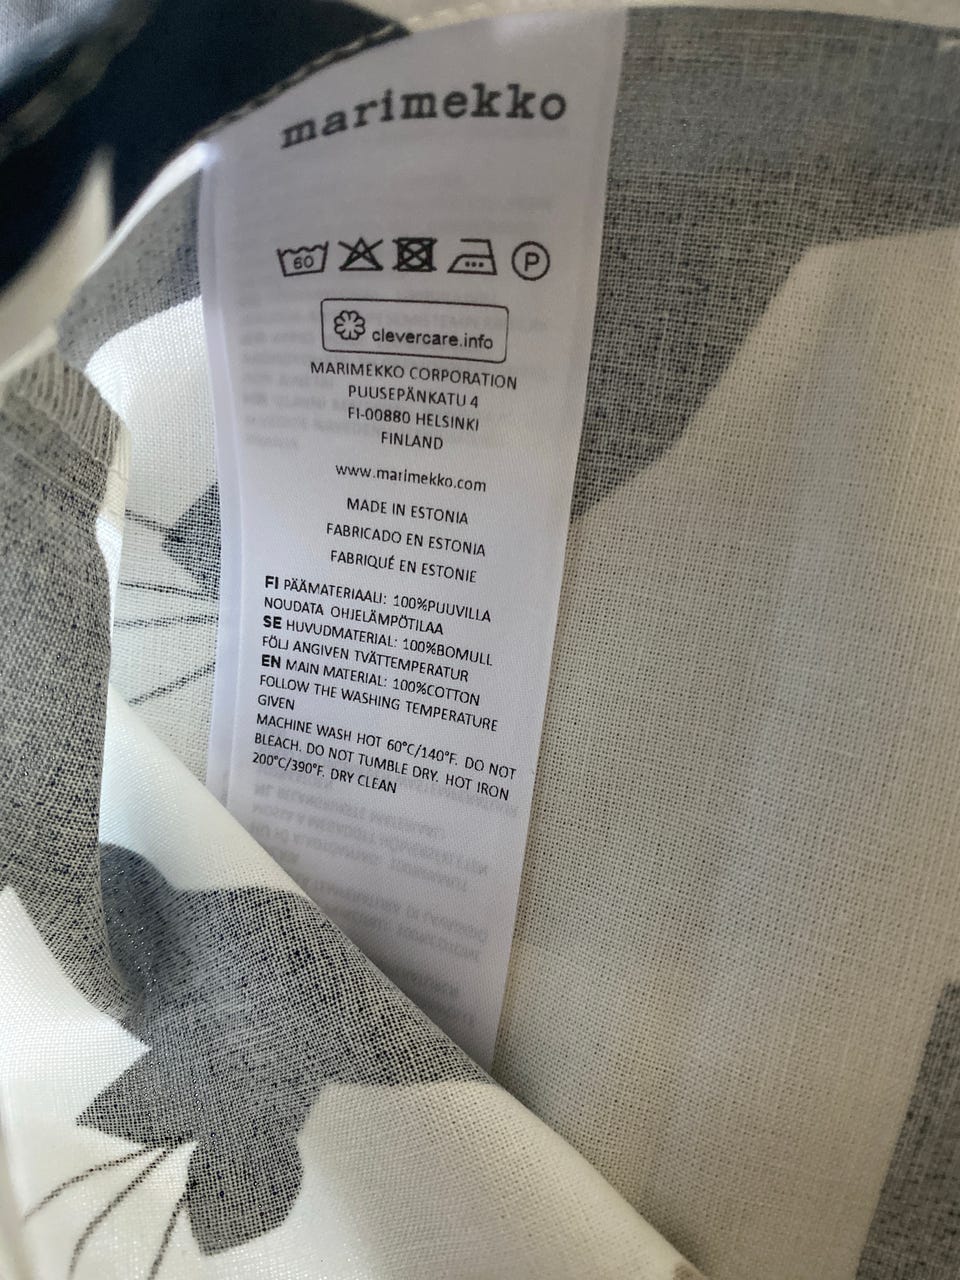 marimekko
60 P
clevercare.info
MARIMEKKO CORPORATION
PUUSEPÄNKATU 4
FI-00880 HELSINKI
FINLAND
www.marimekko.com
MADE IN ESTONIA
FABRICADO EN ESTONIA
FABRIQUÉ EN ESTONIE
FI PÄÄMATERIAALI: 100%PUUVILLA
NOUDATA OHJELÄMPÖTILAA
SE HUVUDMATERIAL: 100%BOMULL
FÖLJ ANGIVEN TVÄTTEMPERATUR
EN MAIN MATERIAL: 100%COTTON
FOLLOW THE WASHING TEMPERATURE
GIVEN
MACHINE WASH HOT 60°C/140°F. DO NOT
BLEACH. DO NOT TUMBLE DRY. HOT IRON
200°C/390°F. DRY CLEAN